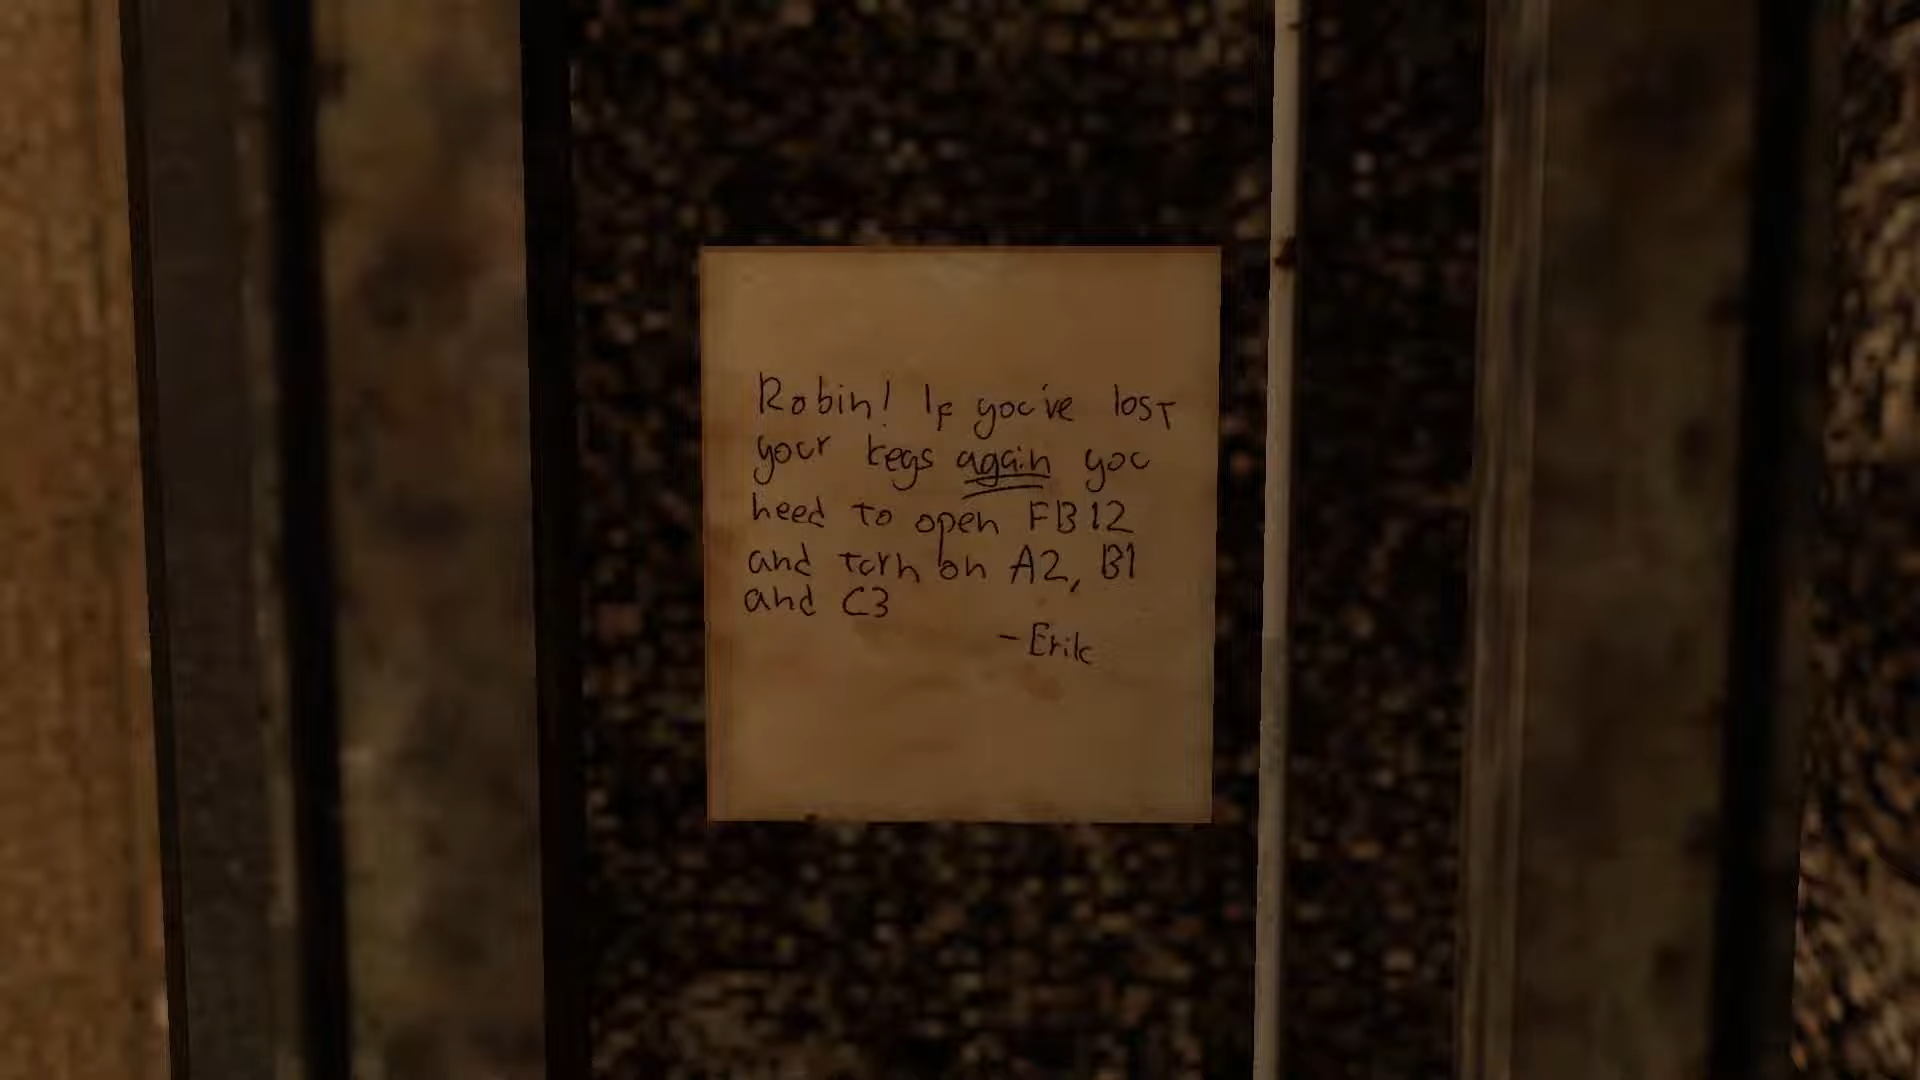 Robin! If you've lost
your keys again you
need to open FB12
and turn on A2, B1
and C3
- Erik